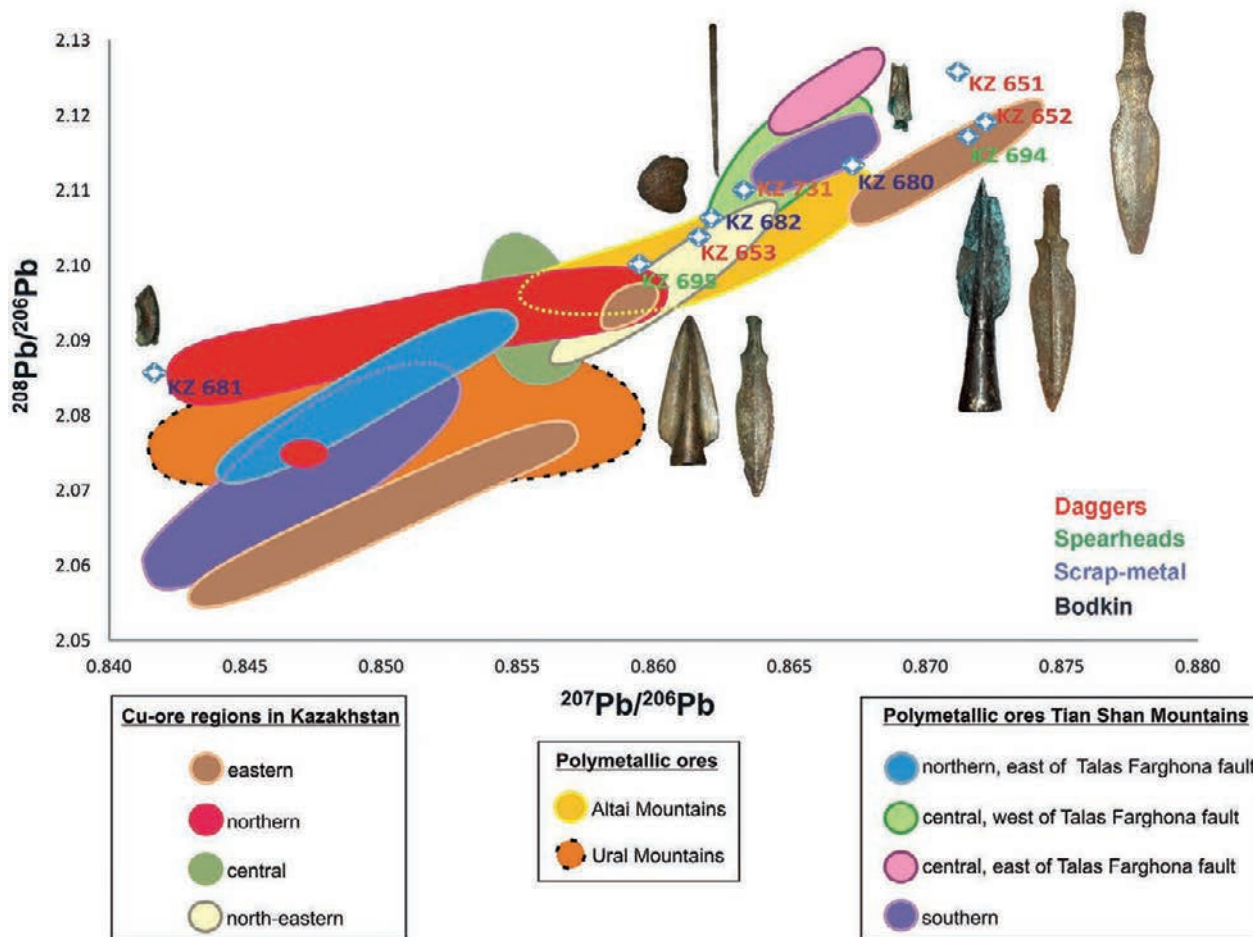 2.13
2.12
2.11
2.10
2.09
2.08
2.07
2.06
2.05
²⁰⁸Pb/²⁰⁶Pb
KZ 651
KZ 652
KZ 694
KZ 680
KZ 731
KZ 682
KZ 653
KZ 695
KZ 681
Daggers
Spearheads
Scrap-metal
Bodkin
0.840 0.845 0.850 0.855 0.860 0.865 0.870 0.875 0.880
²⁰⁷Pb/²⁰⁶Pb
Cu-ore regions in Kazakhstan
eastern
northern
central
north-eastern
Polymetallic ores
Altai Mountains
Ural Mountains
Polymetallic ores Tian Shan Mountains
northern, east of Talas Farghona fault
central, west of Talas Farghona fault
central, east of Talas Farghona fault
southern